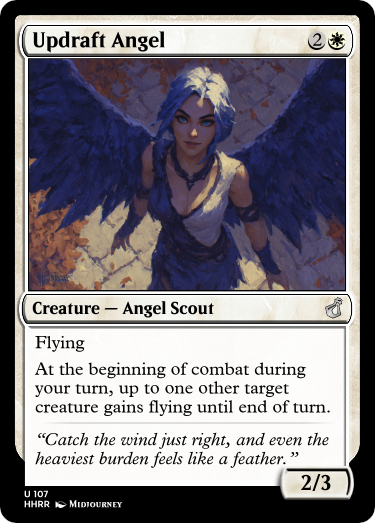 Updraft Angel 2
Creature — Angel Scout
Flying
At the beginning of combat during
your turn, up to one other target
creature gains flying until end of turn.
“Catch the wind just right, and even the
heaviest burden feels like a feather.”
2/3
U 107
HHRR Midjourney